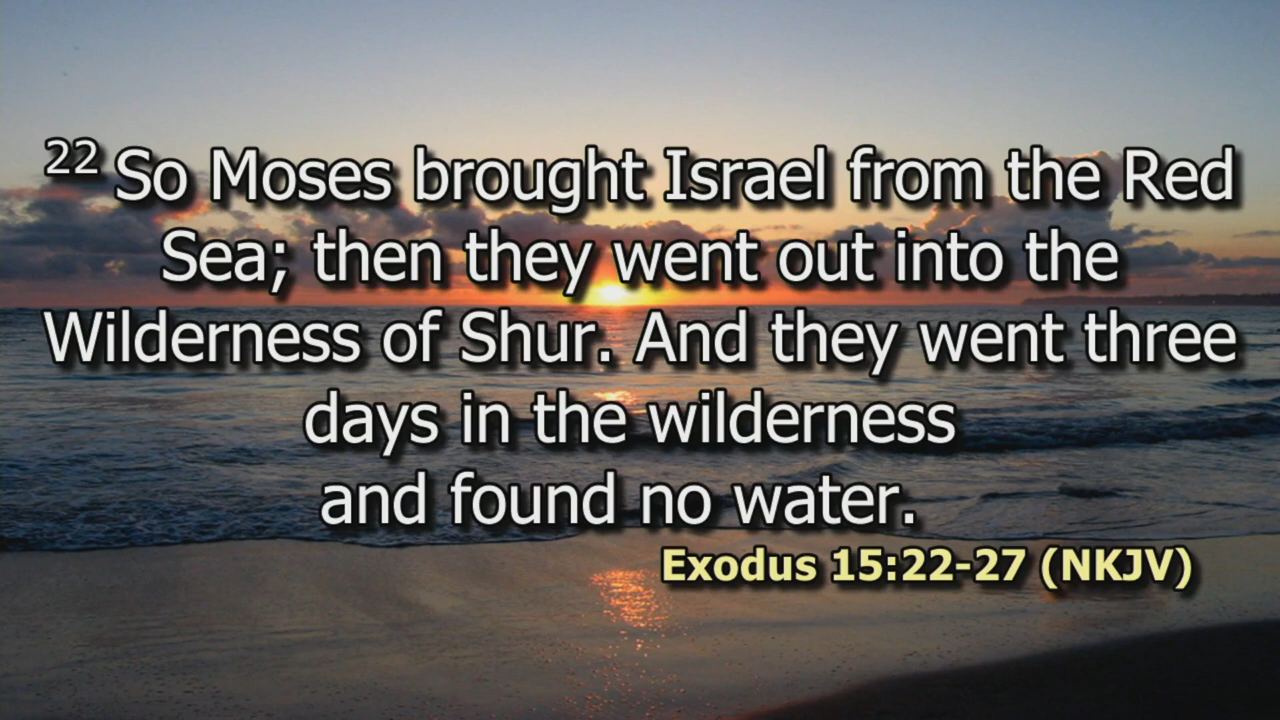 22 So Moses brought Israel from the Red
Sea; then they went out into the
Wilderness of Shur. And they went three
days in the wilderness
and found no water.
Exodus 15:22-27 (NKJV)